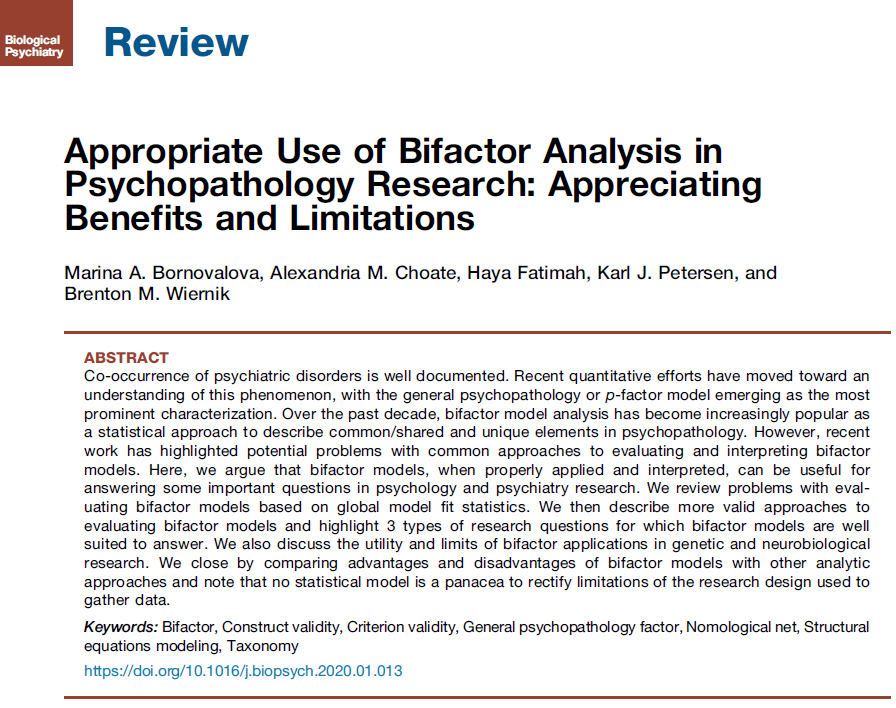 Biological
Psychiatry
Review
Appropriate Use of Bifactor Analysis in
Psychopathology Research: Appreciating
Benefits and Limitations
Marina A. Bornovalova, Alexandria M. Choate, Haya Fatimah, Karl J. Petersen, and
Brenton M. Wiernik
ABSTRACT
Co-occurrence of psychiatric disorders is well documented. Recent quantitative efforts have moved toward an
understanding of this phenomenon, with the general psychopathology or p-factor model emerging as the most
prominent characterization. Over the past decade, bifactor model analysis has become increasingly popular as
a statistical approach to describe common/shared and unique elements in psychopathology. However, recent
work has highlighted potential problems with common approaches to evaluating and interpreting bifactor
models. Here, we argue that bifactor models, when properly applied and interpreted, can be useful for
answering some important questions in psychology and psychiatry research. We review problems with eval-
uating bifactor models based on global model fit statistics. We then describe more valid approaches to
evaluating bifactor models and highlight 3 types of research questions for which bifactor models are well
suited to answer. We also discuss the utility and limits of bifactor applications in genetic and neurobiological
research. We close by comparing advantages and disadvantages of bifactor models with other analytic
approaches and note that no statistical model is a panacea to rectify limitations of the research design used to
gather data.
Keywords: Bifactor, Construct validity, Criterion validity, General psychopathology factor, Nomological net, Structural
equations modeling, Taxonomy
https://doi.org/10.1016/j.biopsych.2020.01.013